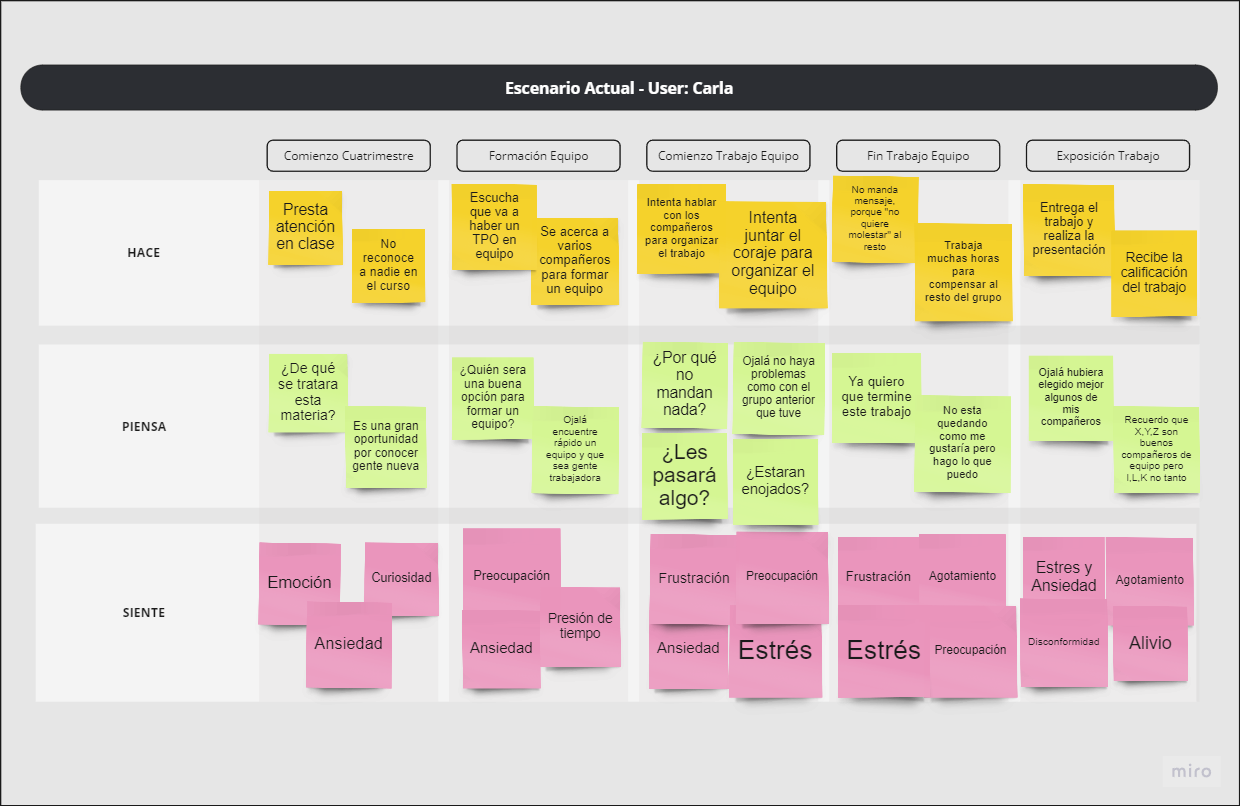 Escenario Actual - User: Carla
Comienzo Cuatrimestre
Formación Equipo
Comienzo Trabajo Equipo
Fin Trabajo Equipo
Exposición Trabajo
HACE
Presta
atención
en clase
No
reconoce
a nadie en
el curso
Escucha
que va a
haber un
TPO en
equipo
Se acerca a
varios
compañeros
para formar
un equipo
Intenta hablar
con los
compañeros
para organizar
el trabajo
Intenta
juntar el
coraje para
organizar el
equipo
No manda
mensaje,
porque "no
quiere
molestar" al
resto
Trabaja
muchas horas
para
compensar al
resto del grupo
Entrega el
trabajo y
realiza la
presentación
Recibe la
calificación
del trabajo
PIENSA
¿De qué
se tratara
esta
materia?
Es una gran
oportunidad
por conocer
gente nueva
¿Quién sera
una buena
opción para
formar un
equipo?
Ojalá
encuentre
rápido un
equipo y que
sea gente
trabajadora
¿Por qué
no
mandan
nada?
Ojalá no haya
problemas
como con el
grupo anterior
que tuve
¿Les
pasará
algo?
¿Estaran
enojados?
Ya quiero
que termine
este trabajo
No esta
quedando
como me
gustaría pero
hago lo que
puedo
Ojalá hubiera
elegido mejor
algunos de
mis
compañeros
Recuerdo que
X,Y,Z son
buenos
compañeros de
equipo pero
I,L,K no tanto
SIENTE
Emoción
Curiosidad
Ansiedad
Preocupación
Presión de
tiempo
Ansiedad
Frustración
Preocupación
Ansiedad
Estrés
Frustración
Agotamiento
Estrés
Preocupación
Estres y
Ansiedad
Agotamiento
Disconformidad
Alivio
miro